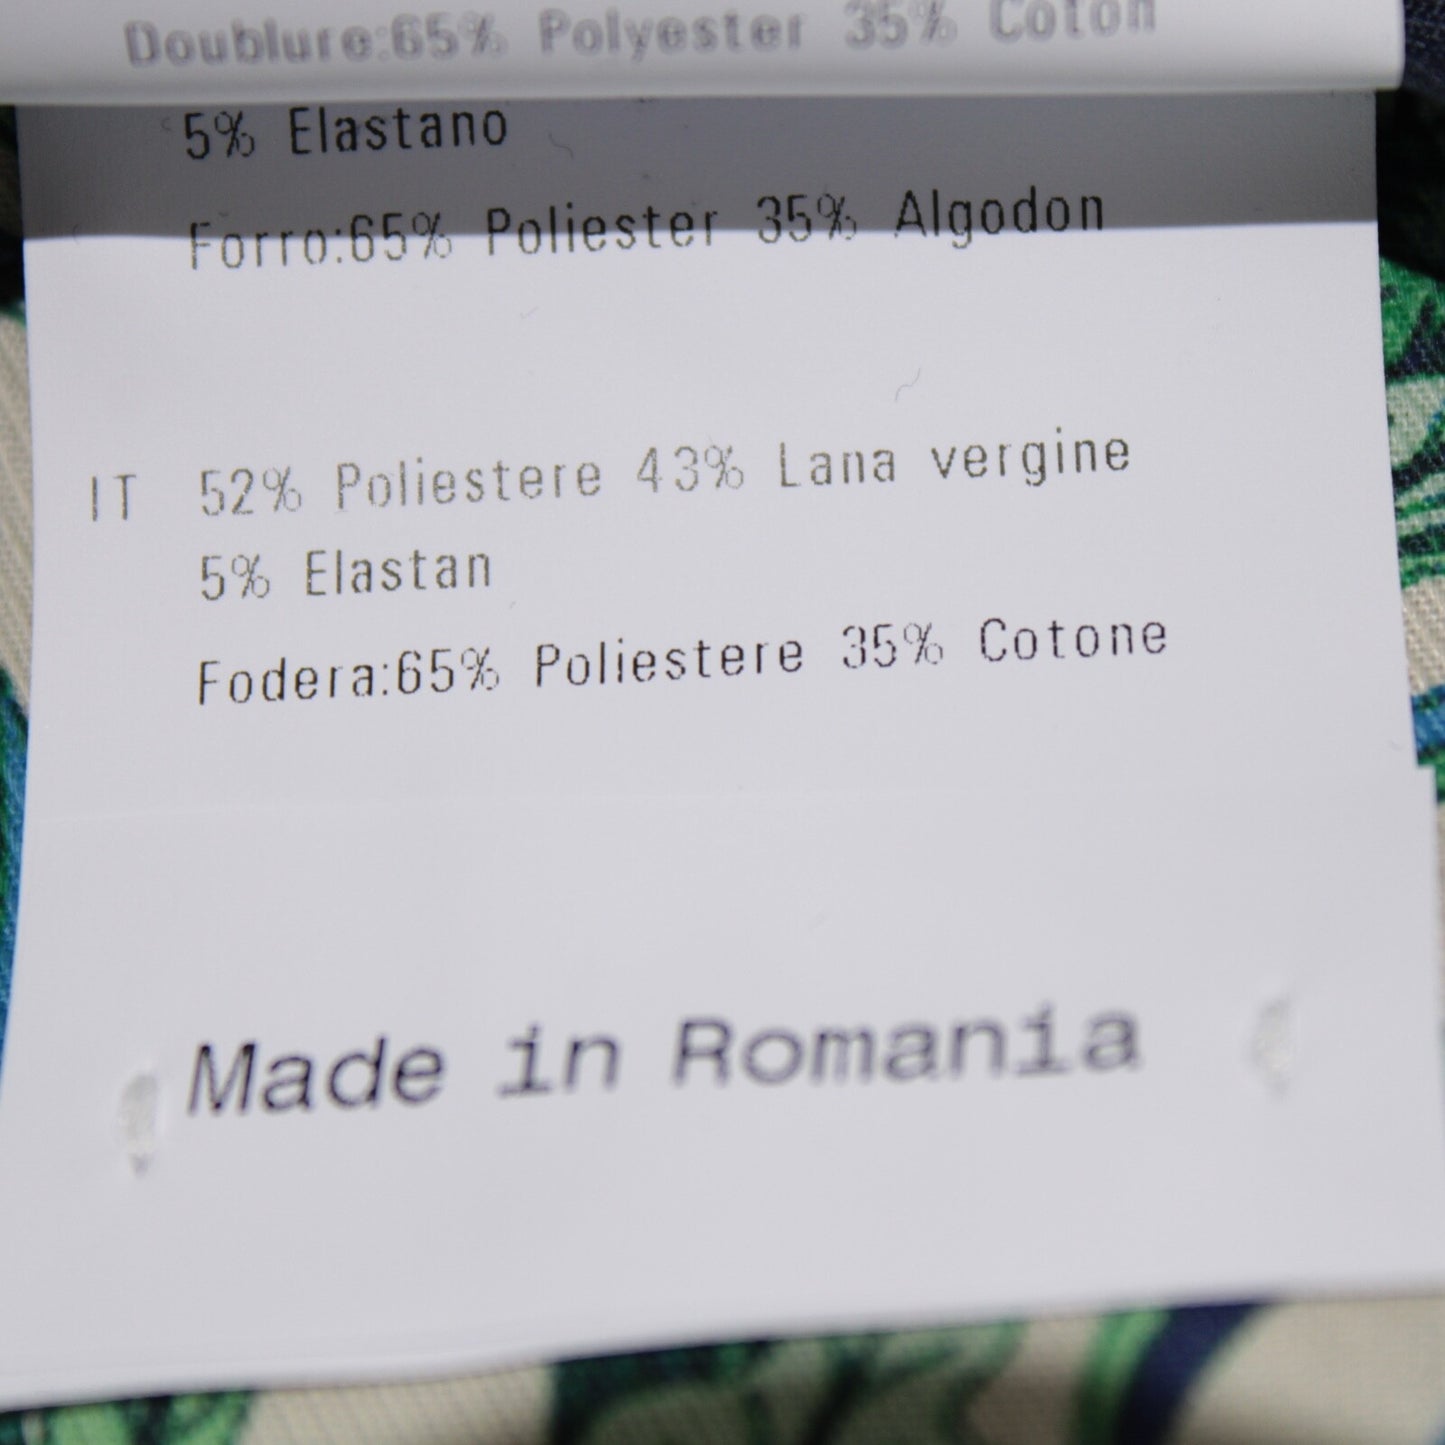 Doublure:65% Polyester 35% Coton
5% Elastano
Forro:65% Poliester 35% Algodon
IT 52% Poliestere 43% Lana vergine
5% Elastan
Fodera:65% Poliestere 35% Cotone
Made in Romania